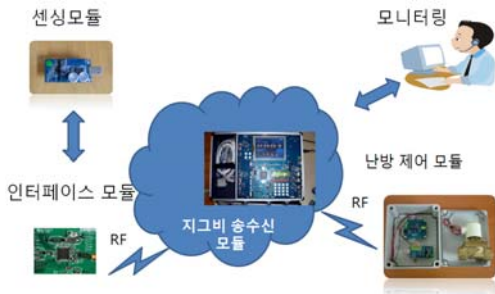 센싱모듈
모니터링
난방 제어 모듈
인터페이스 모듈
RF
지그비 송수신
모듈
RF